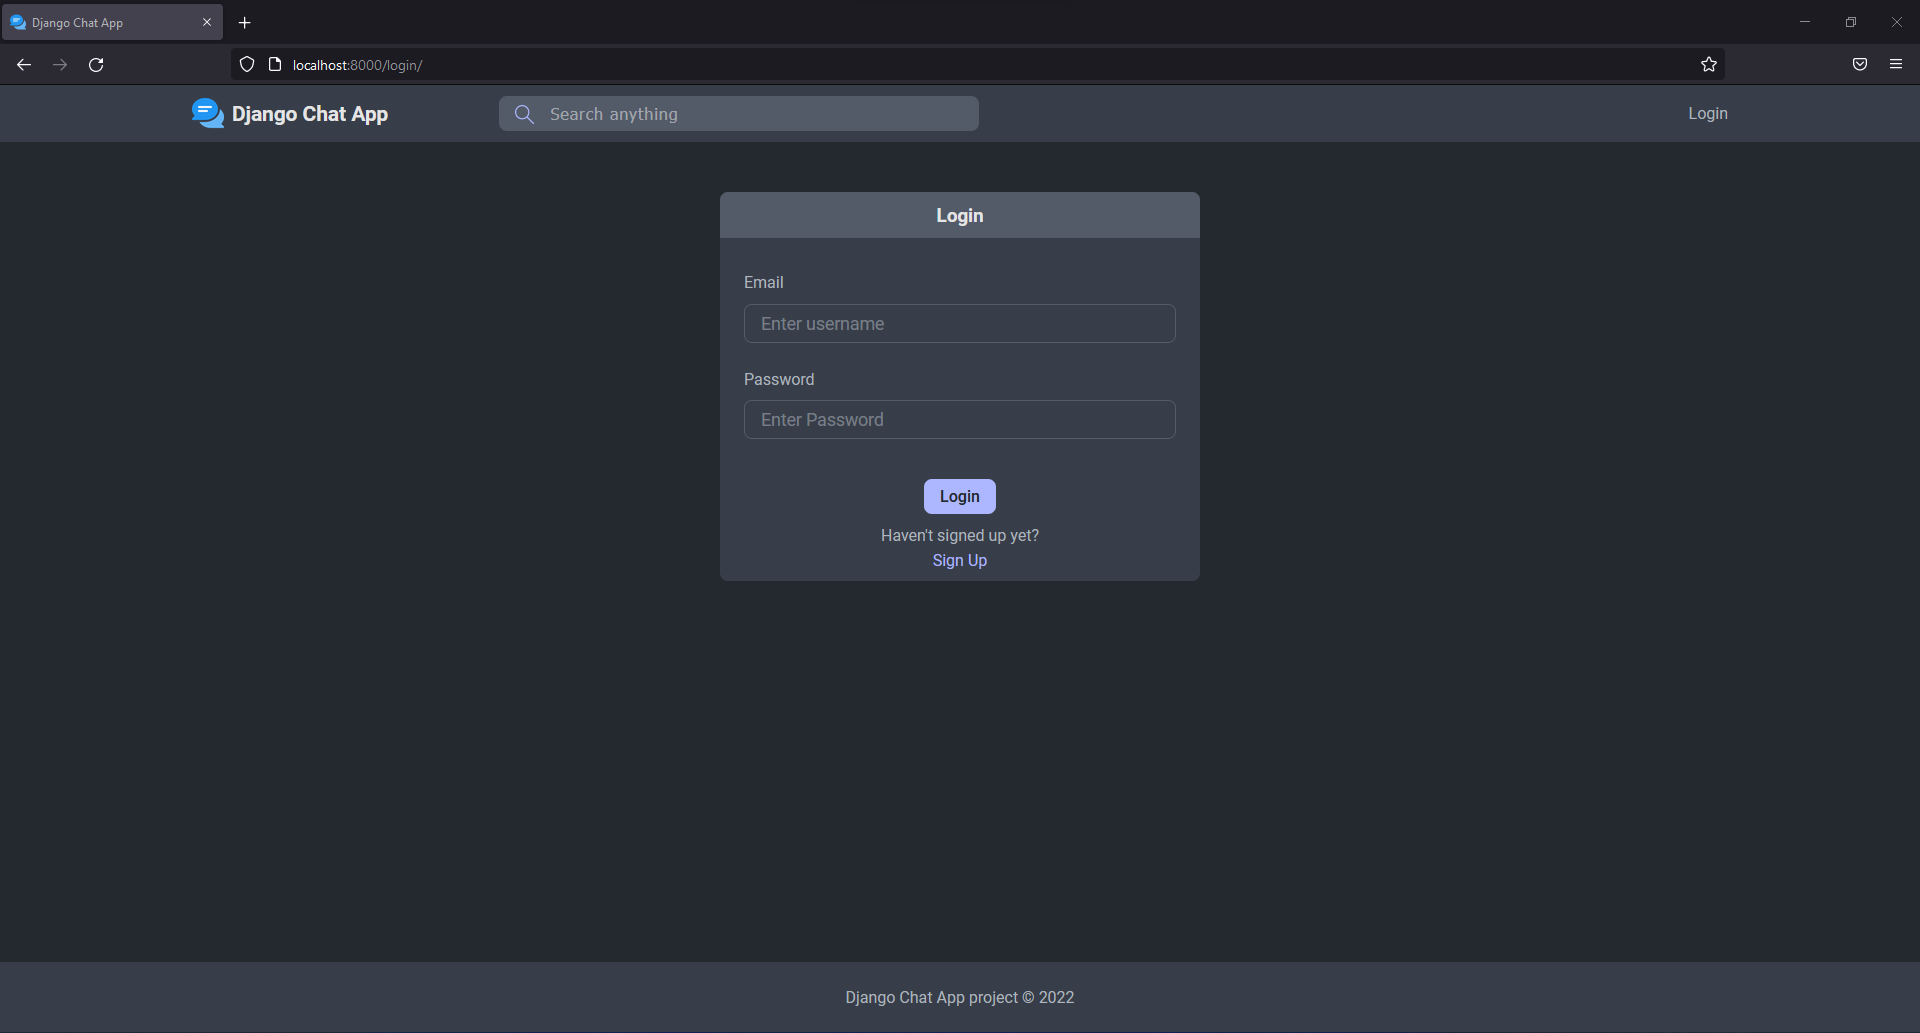 Django Chat App
localhost:8000/login/
Django Chat App
Search anything
Login
Login
Email
Enter username
Password
Enter Password
Login
Haven't signed up yet?
Sign Up
Django Chat App project © 2022